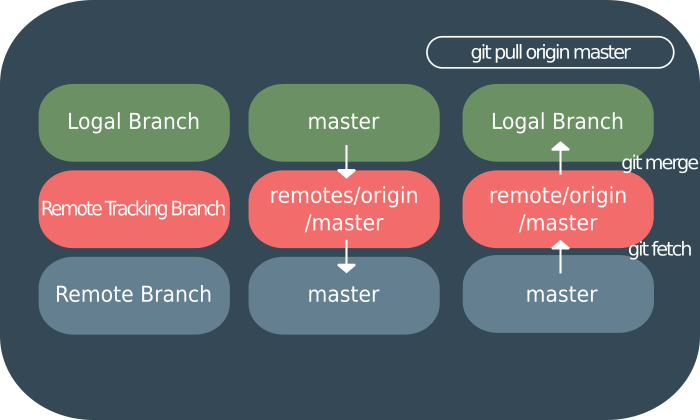 git pull origin master
Logal Branch
master
Logal Branch
git merge
Remote Tracking Branch
remotes/origin
/master
remote/origin
/master
git fetch
Remote Branch
master
master